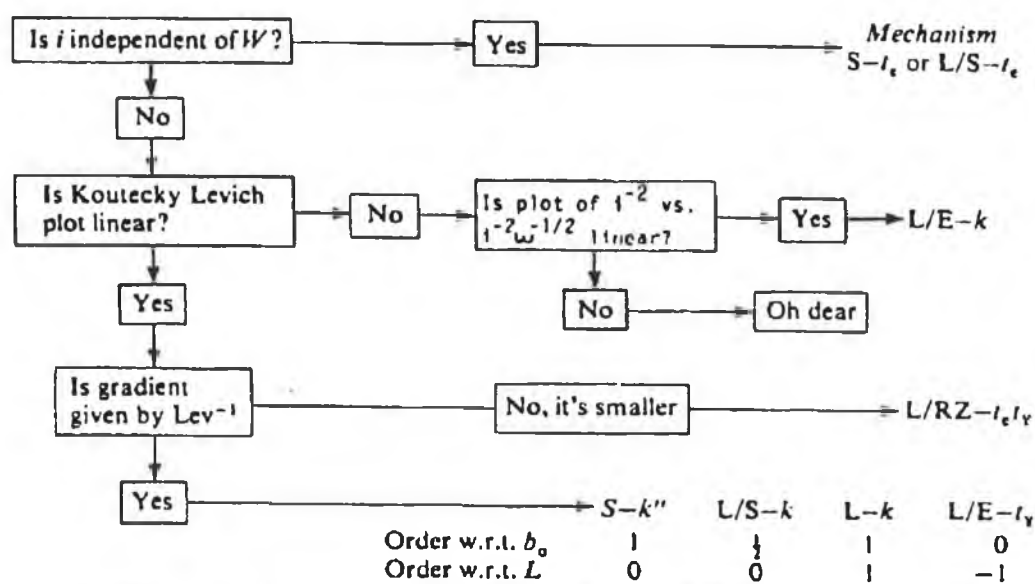 Is i independent of W?
Yes
Mechanism
S–tₑ or L/S–tₑ
No
Is Koutecky Levich
plot linear?
No
Is plot of i⁻² vs.
i⁻²ω⁻¹/² linear?
Yes
L/E–k
Yes
No
Oh dear
Is gradient
given by Lev⁻¹
No, it's smaller
L/RZ–tₑtᵧ
Yes
S–k″ L/S–k L–k L/E–tᵧ
Order w.r.t. bₒ 1 ½ 1 0
Order w.r.t. L 0 0 1 −1